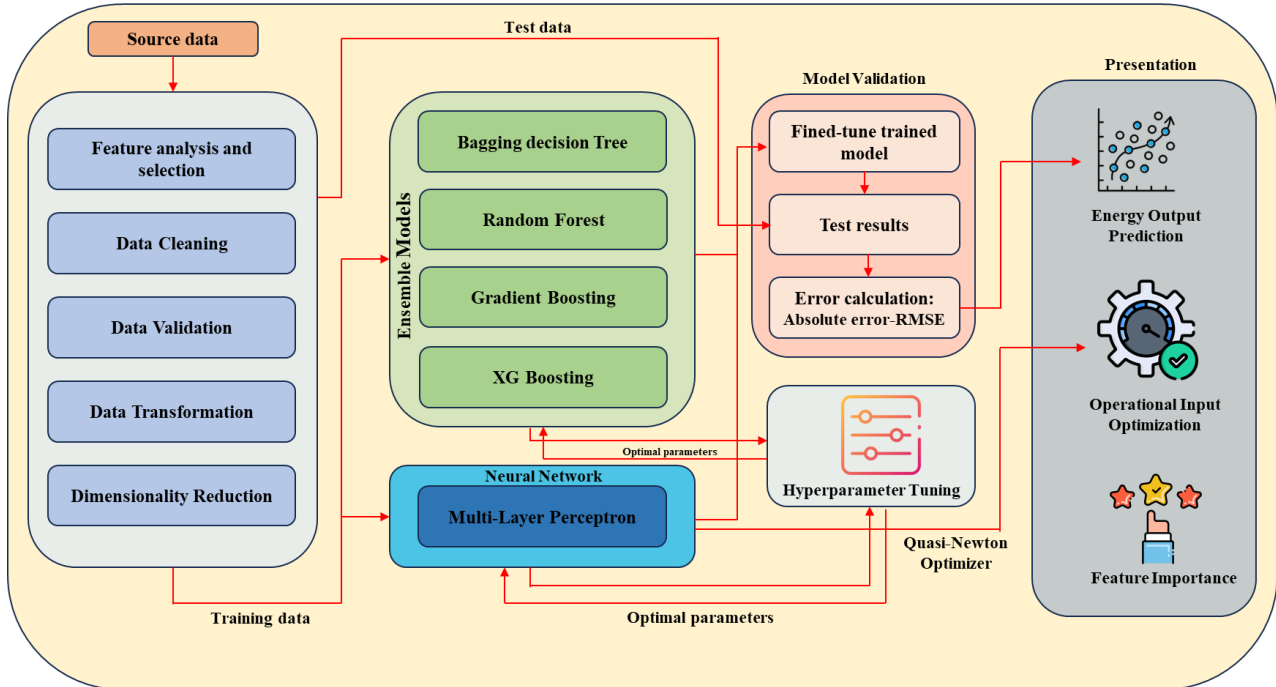 Source data
Test data
Feature analysis and
selection
Data Cleaning
Data Validation
Data Transformation
Dimensionality Reduction
Training data
Ensemble Models
Bagging decision Tree
Random Forest
Gradient Boosting
XG Boosting
Optimal parameters
Neural Network
Multi-Layer Perceptron
Optimal parameters
Model Validation
Fined-tune trained
model
Test results
Error calculation:
Absolute error-RMSE
Hyperparameter Tuning
Quasi-Newton
Optimizer
Presentation
Energy Output
Prediction
Operational Input
Optimization
Feature Importance